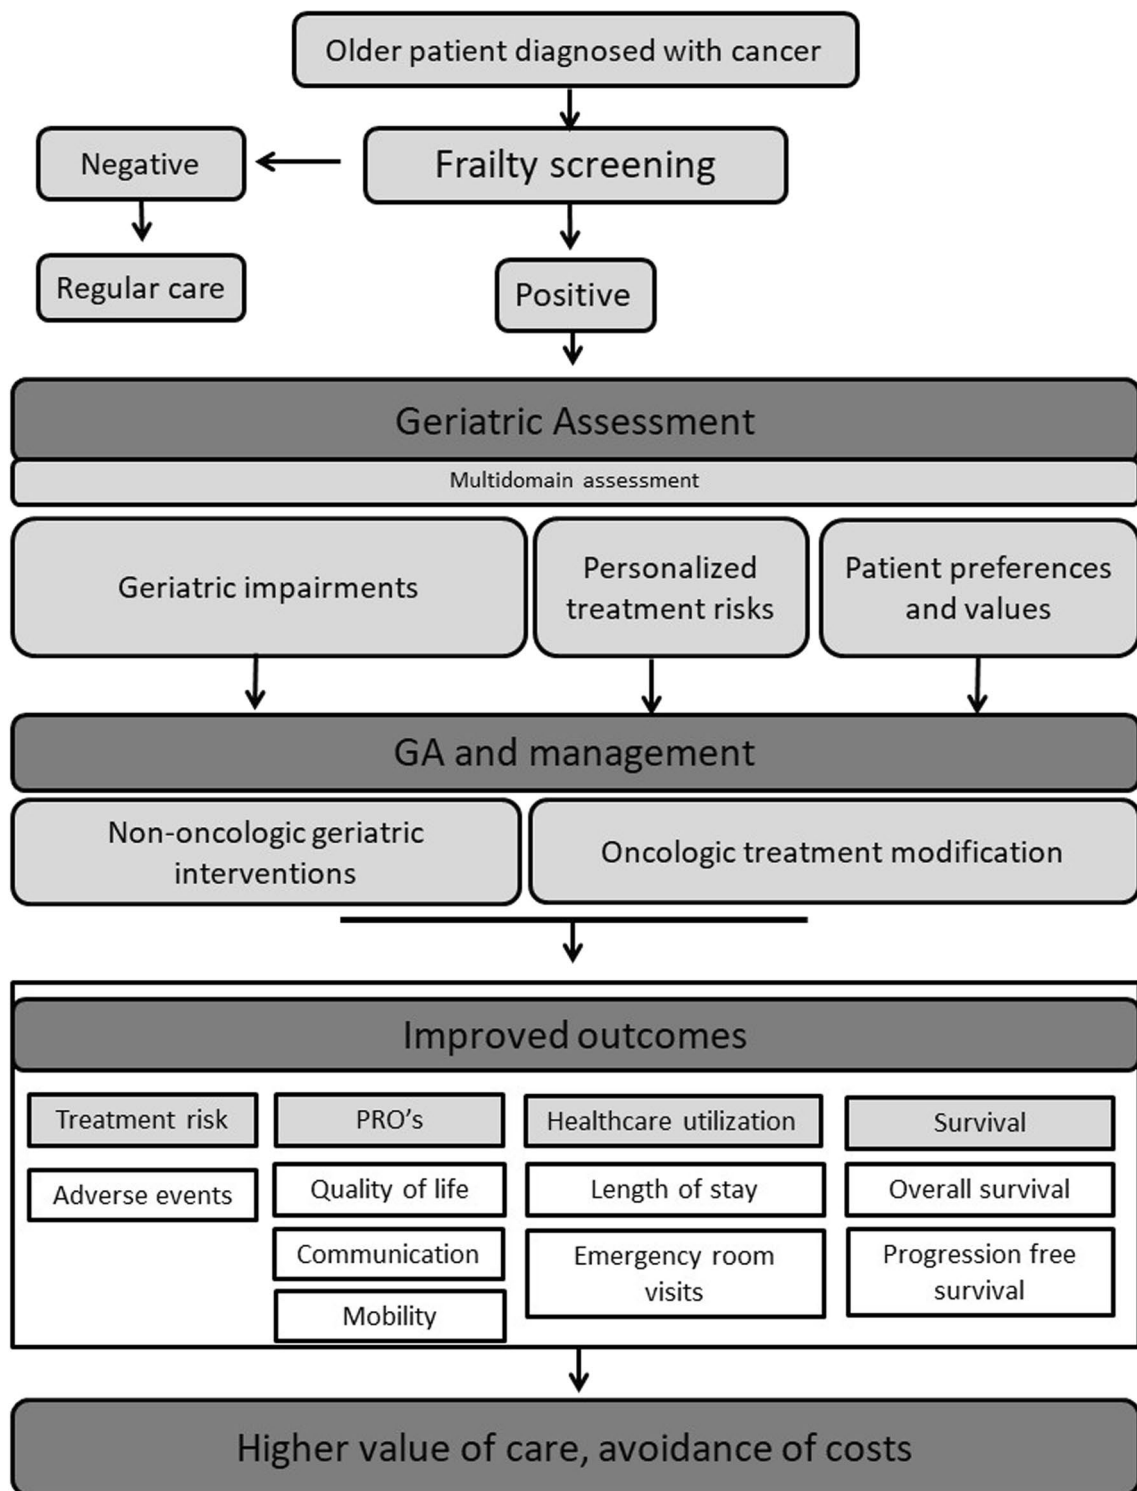 Older patient diagnosed with cancer
Negative
Frailty screening
Regular care
Positive
Geriatric Assessment
Multidomain assessment
Geriatric impairments
Personalized
treatment risks
Patient preferences
and values
GA and management
Non-oncologic geriatric
interventions
Oncologic treatment modification
Improved outcomes
Treatment risk
Adverse events
PRO's
Quality of life
Communication
Mobility
Healthcare utilization
Length of stay
Emergency room
visits
Survival
Overall survival
Progression free
survival
Higher value of care, avoidance of costs